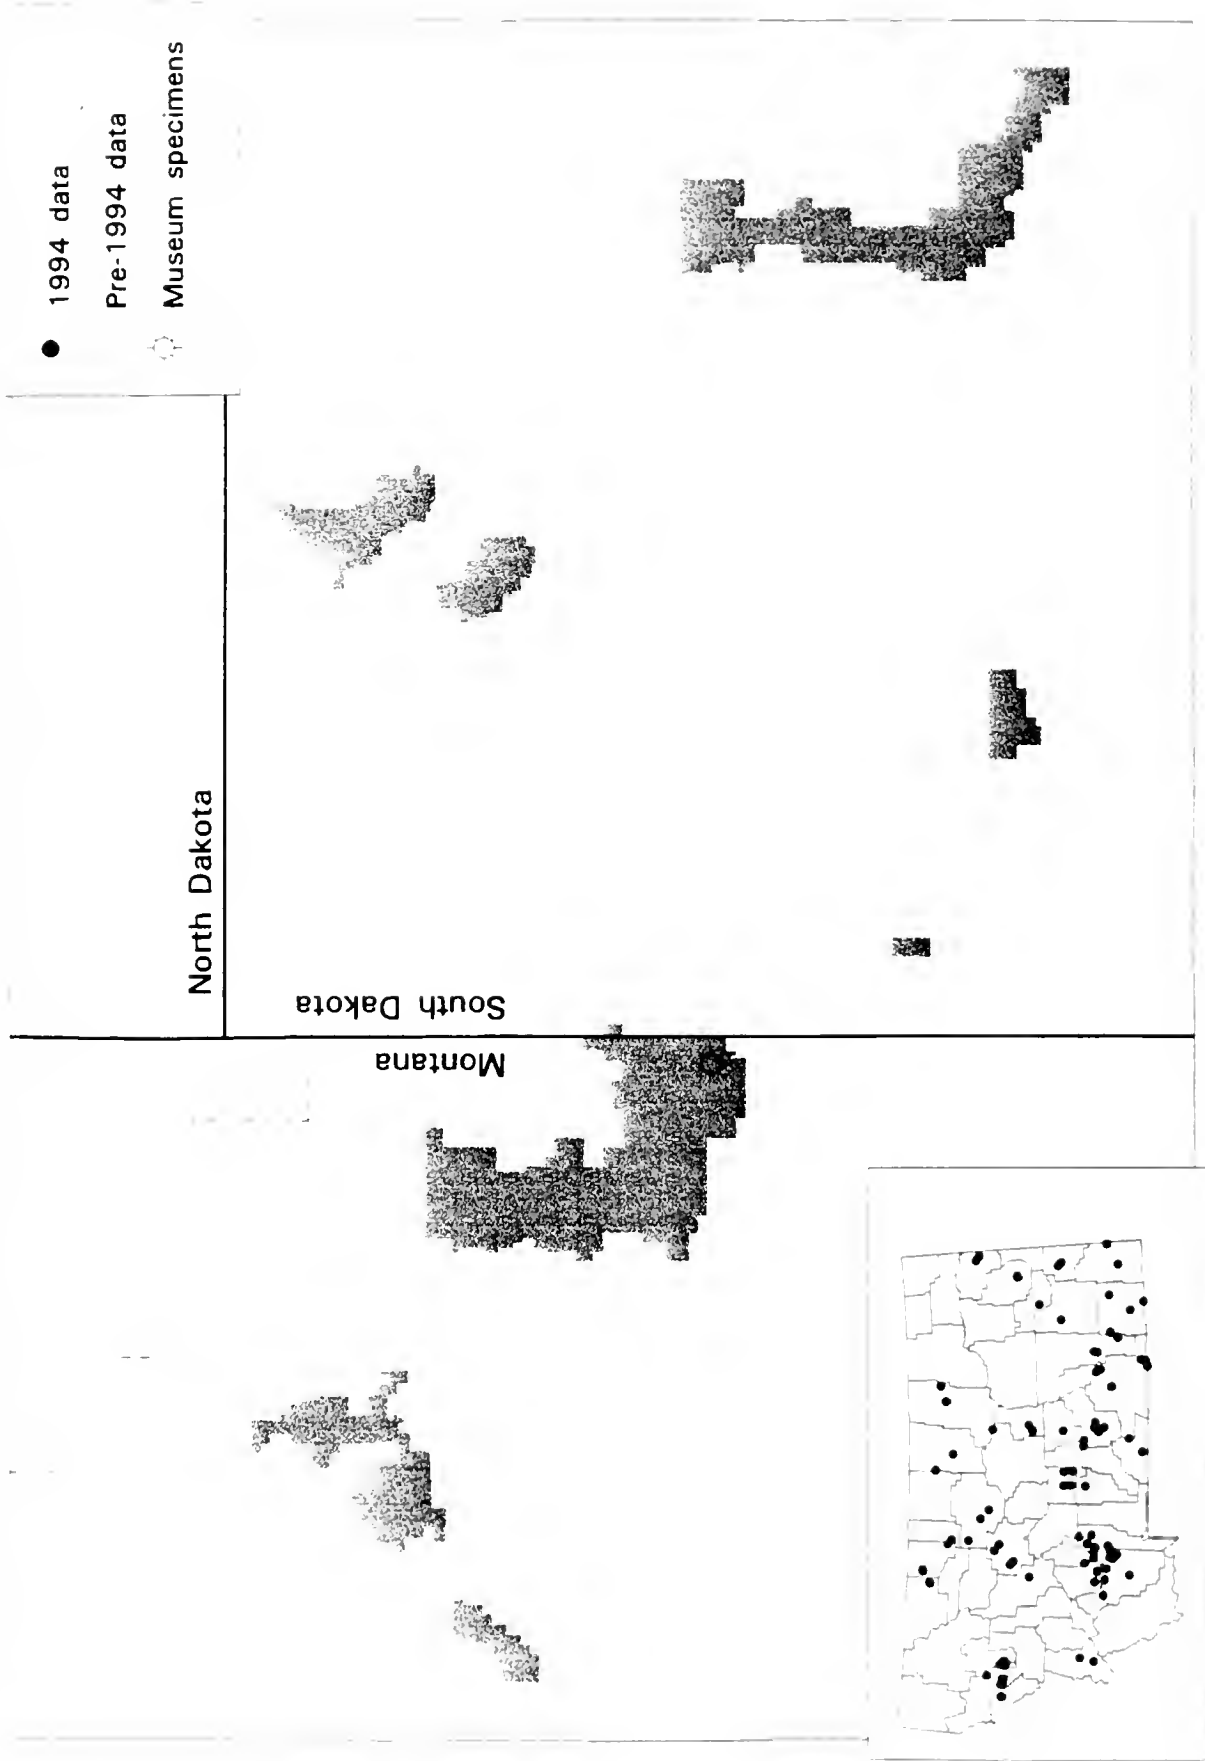 1994 data
Pre-1994 data
Museum specimens
North Dakota
South Dakota
Montana